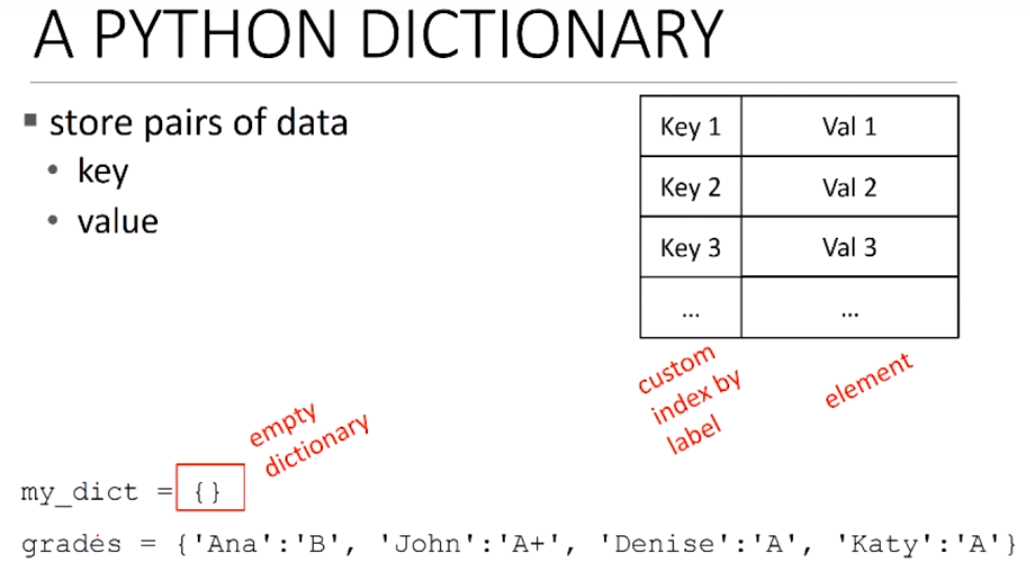 A PYTHON DICTIONARY
▪ store pairs of data
• key
• value
Key 1 Val 1
Key 2 Val 2
Key 3 Val 3
... ...
custom
index by
label
element
empty
dictionary
my_dict = {}
grades = {'Ana':'B', 'John':'A+', 'Denise':'A', 'Katy':'A'}